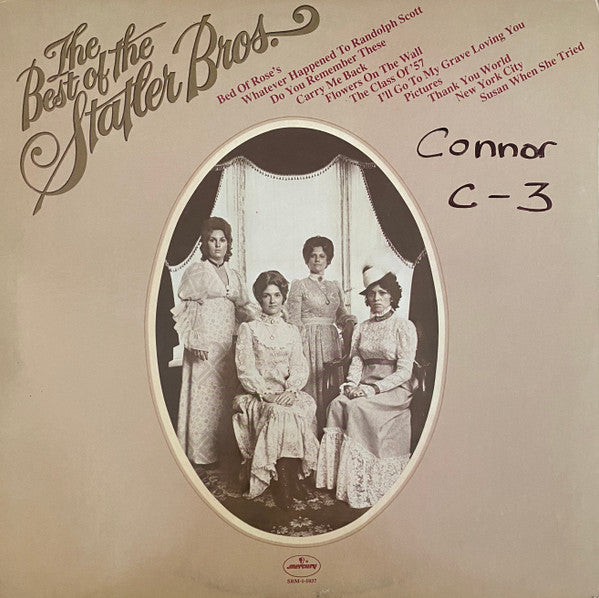 The
Best of the
Statler Bros.
Bed Of Rose's
Whatever Happened To Randolph Scott
Do You Remember These
Carry Me Back
Flowers On The Wall
The Class Of '57
I'll Go To My Grave Loving You
Pictures
Thank You World
New York City
Susan When She Tried
Connor
C-3
mercury
SRM-1-1037